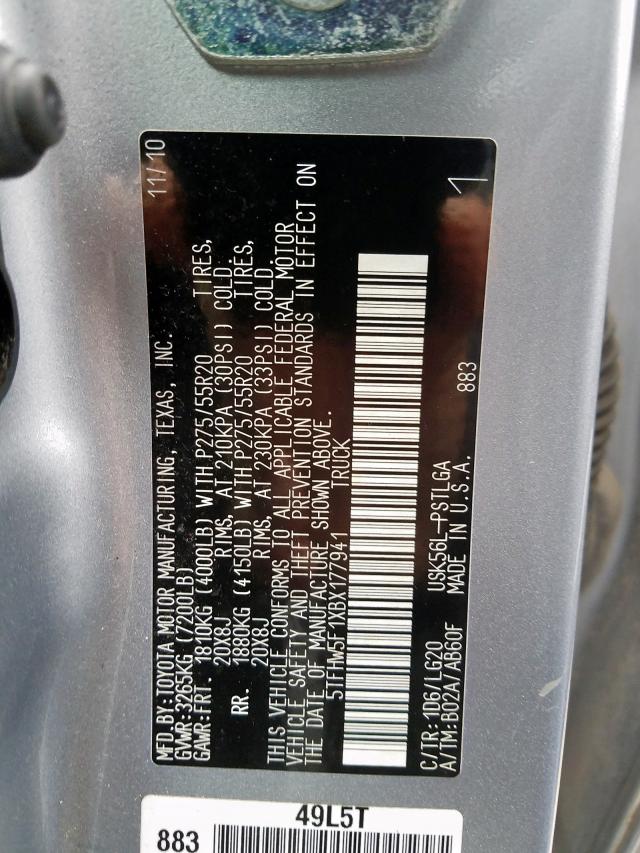 MFD.BY:TOYOTA MOTOR MANUFACTURING, TEXAS, INC. 11/10
GVWR:3265KG(7200LB)
GAWR:FRT. 1810KG (4000LB) WITH P275/55R20 TIRES,
20X8J RIMS, AT 210KPA (30PSI) COLD
RR. 1880KG (4150LB) WITH P275/55R20 TIRES,
20X8J RIMS, AT 230KPA (33PSI) COLD
THIS VEHICLE CONFORMS TO ALL APPLICABLE FEDERAL MOTOR
VEHICLE SAFETY AND THEFT PREVENTION STANDARDS IN EFFECT ON
THE DATE OF MANUFACTURE SHOWN ABOVE.
5TFHW5F1XBX177941 TRUCK
C/TR:1D6/LG20 USK56L-PSTLGA
A/TM:B02A/AB60F MADE IN U.S.A. 883
1
49L5T
883